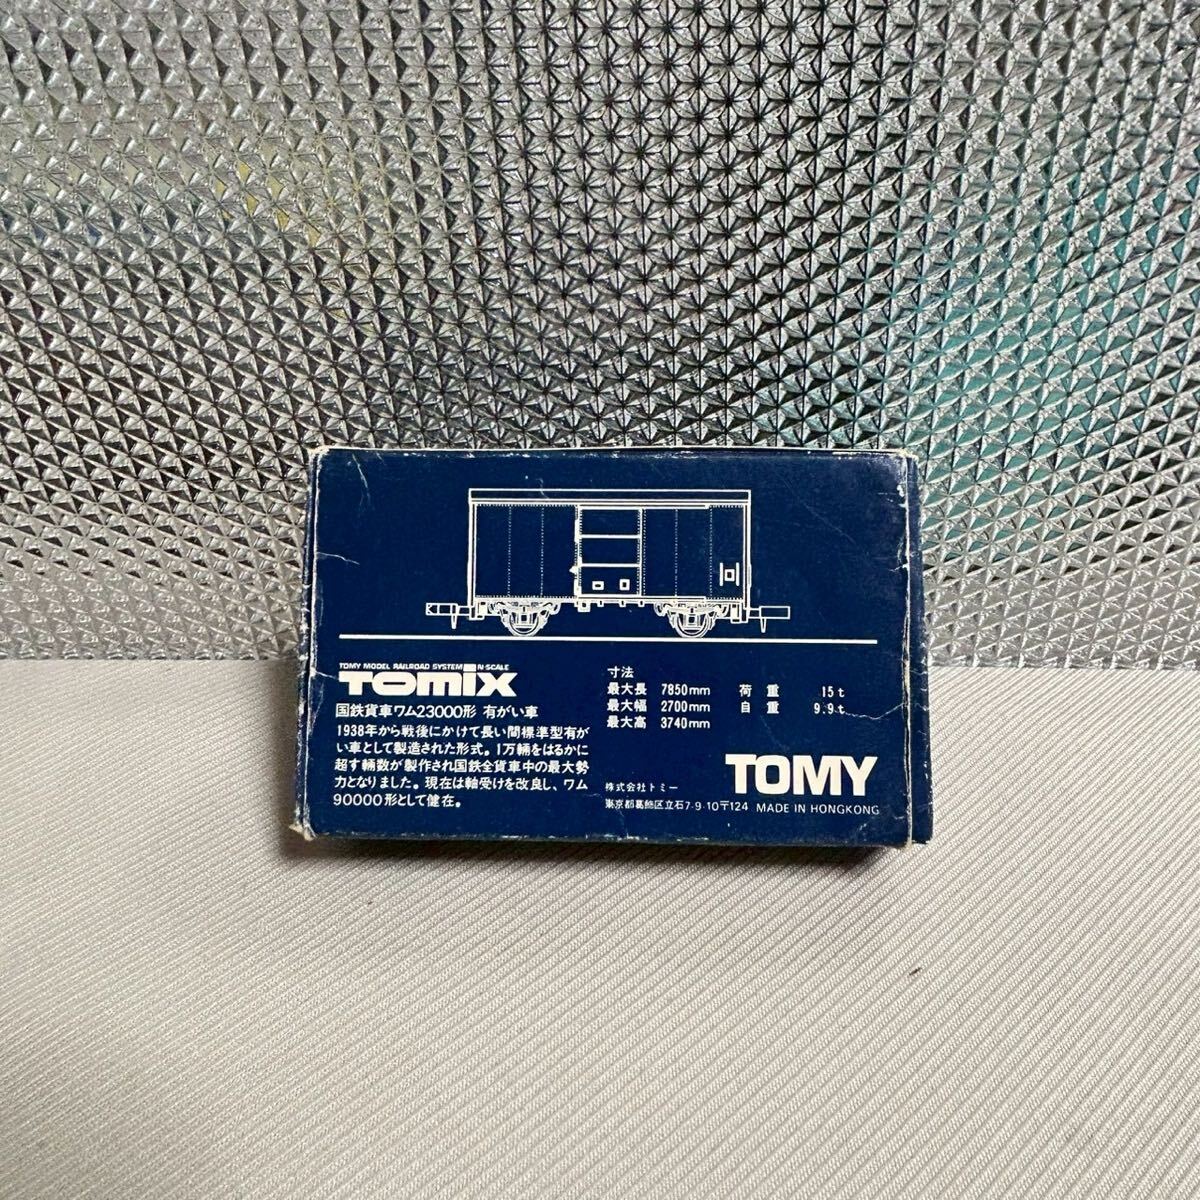 TOMY MODEL RAILROAD SYSTEM N-SCALE
TOMIX
国鉄貨車ワム23000形 有がい車
1938年から戦後にかけて長い間標準型有が
い車として製造された形式。1万輛をはるかに
超す輛数が製作され国鉄全貨車中の最大勢
力となりました。現在は軸受けを改良し、ワム
90000形として健在。
寸法
最大長 7850mm 荷重 15t
最大幅 2700mm 自重 9.9t
最大高 3740mm
TOMY
株式会社トミー
東京都葛飾区立石7-9-10〒124 MADE IN HONGKONG